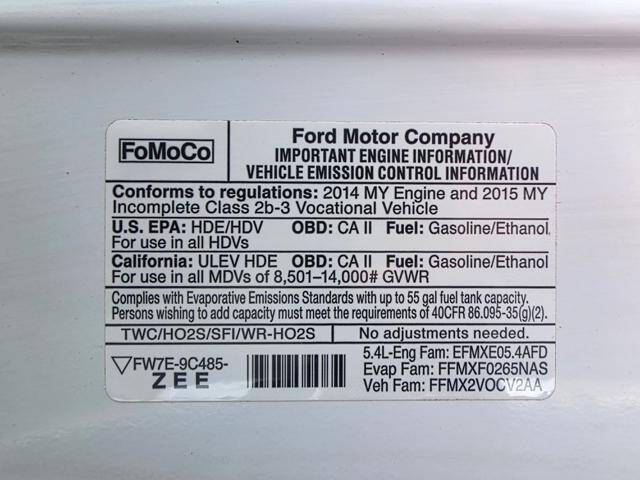 FoMoCo
Ford Motor Company
IMPORTANT ENGINE INFORMATION/
VEHICLE EMISSION CONTROL INFORMATION
Conforms to regulations: 2014 MY Engine and 2015 MY
Incomplete Class 2b-3 Vocational Vehicle
U.S. EPA: HDE/HDV OBD: CA II Fuel: Gasoline/Ethanol
For use in all HDVs
California: ULEV HDE OBD: CA II Fuel: Gasoline/Ethanol
For use in all MDVs of 8,501–14,000# GVWR
Complies with Evaporative Emissions Standards with up to 55 gal fuel tank capacity.
Persons wishing to add capacity must meet the requirements of 40CFR 86.095-35(g)(2).
TWC/HO2S/SFI/WR-HO2S No adjustments needed.
▽FW7E-9C485-
ZEE
5.4L-Eng Fam: EFMXE05.4AFD
Evap Fam: FFMXF0265NAS
Veh Fam: FFMX2VOCV2AA